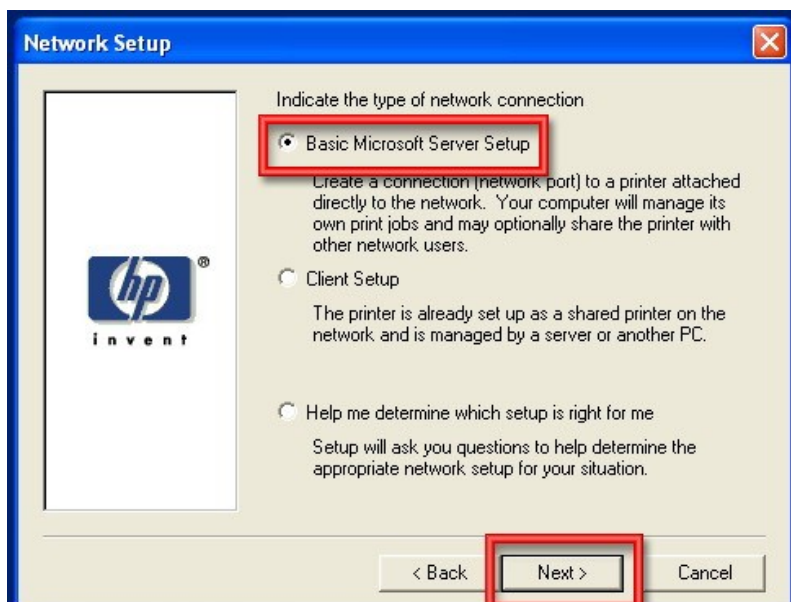 Network Setup
Indicate the type of network connection
Basic Microsoft Server Setup
Create a connection (network port) to a printer attached
directly to the network. Your computer will manage its
own print jobs and may optionally share the printer with
other network users.
Client Setup
The printer is already set up as a shared printer on the
network and is managed by a server or another PC.
Help me determine which setup is right for me
Setup will ask you questions to help determine the
appropriate network setup for your situation.
hp ®
invent
< Back
Next >
Cancel